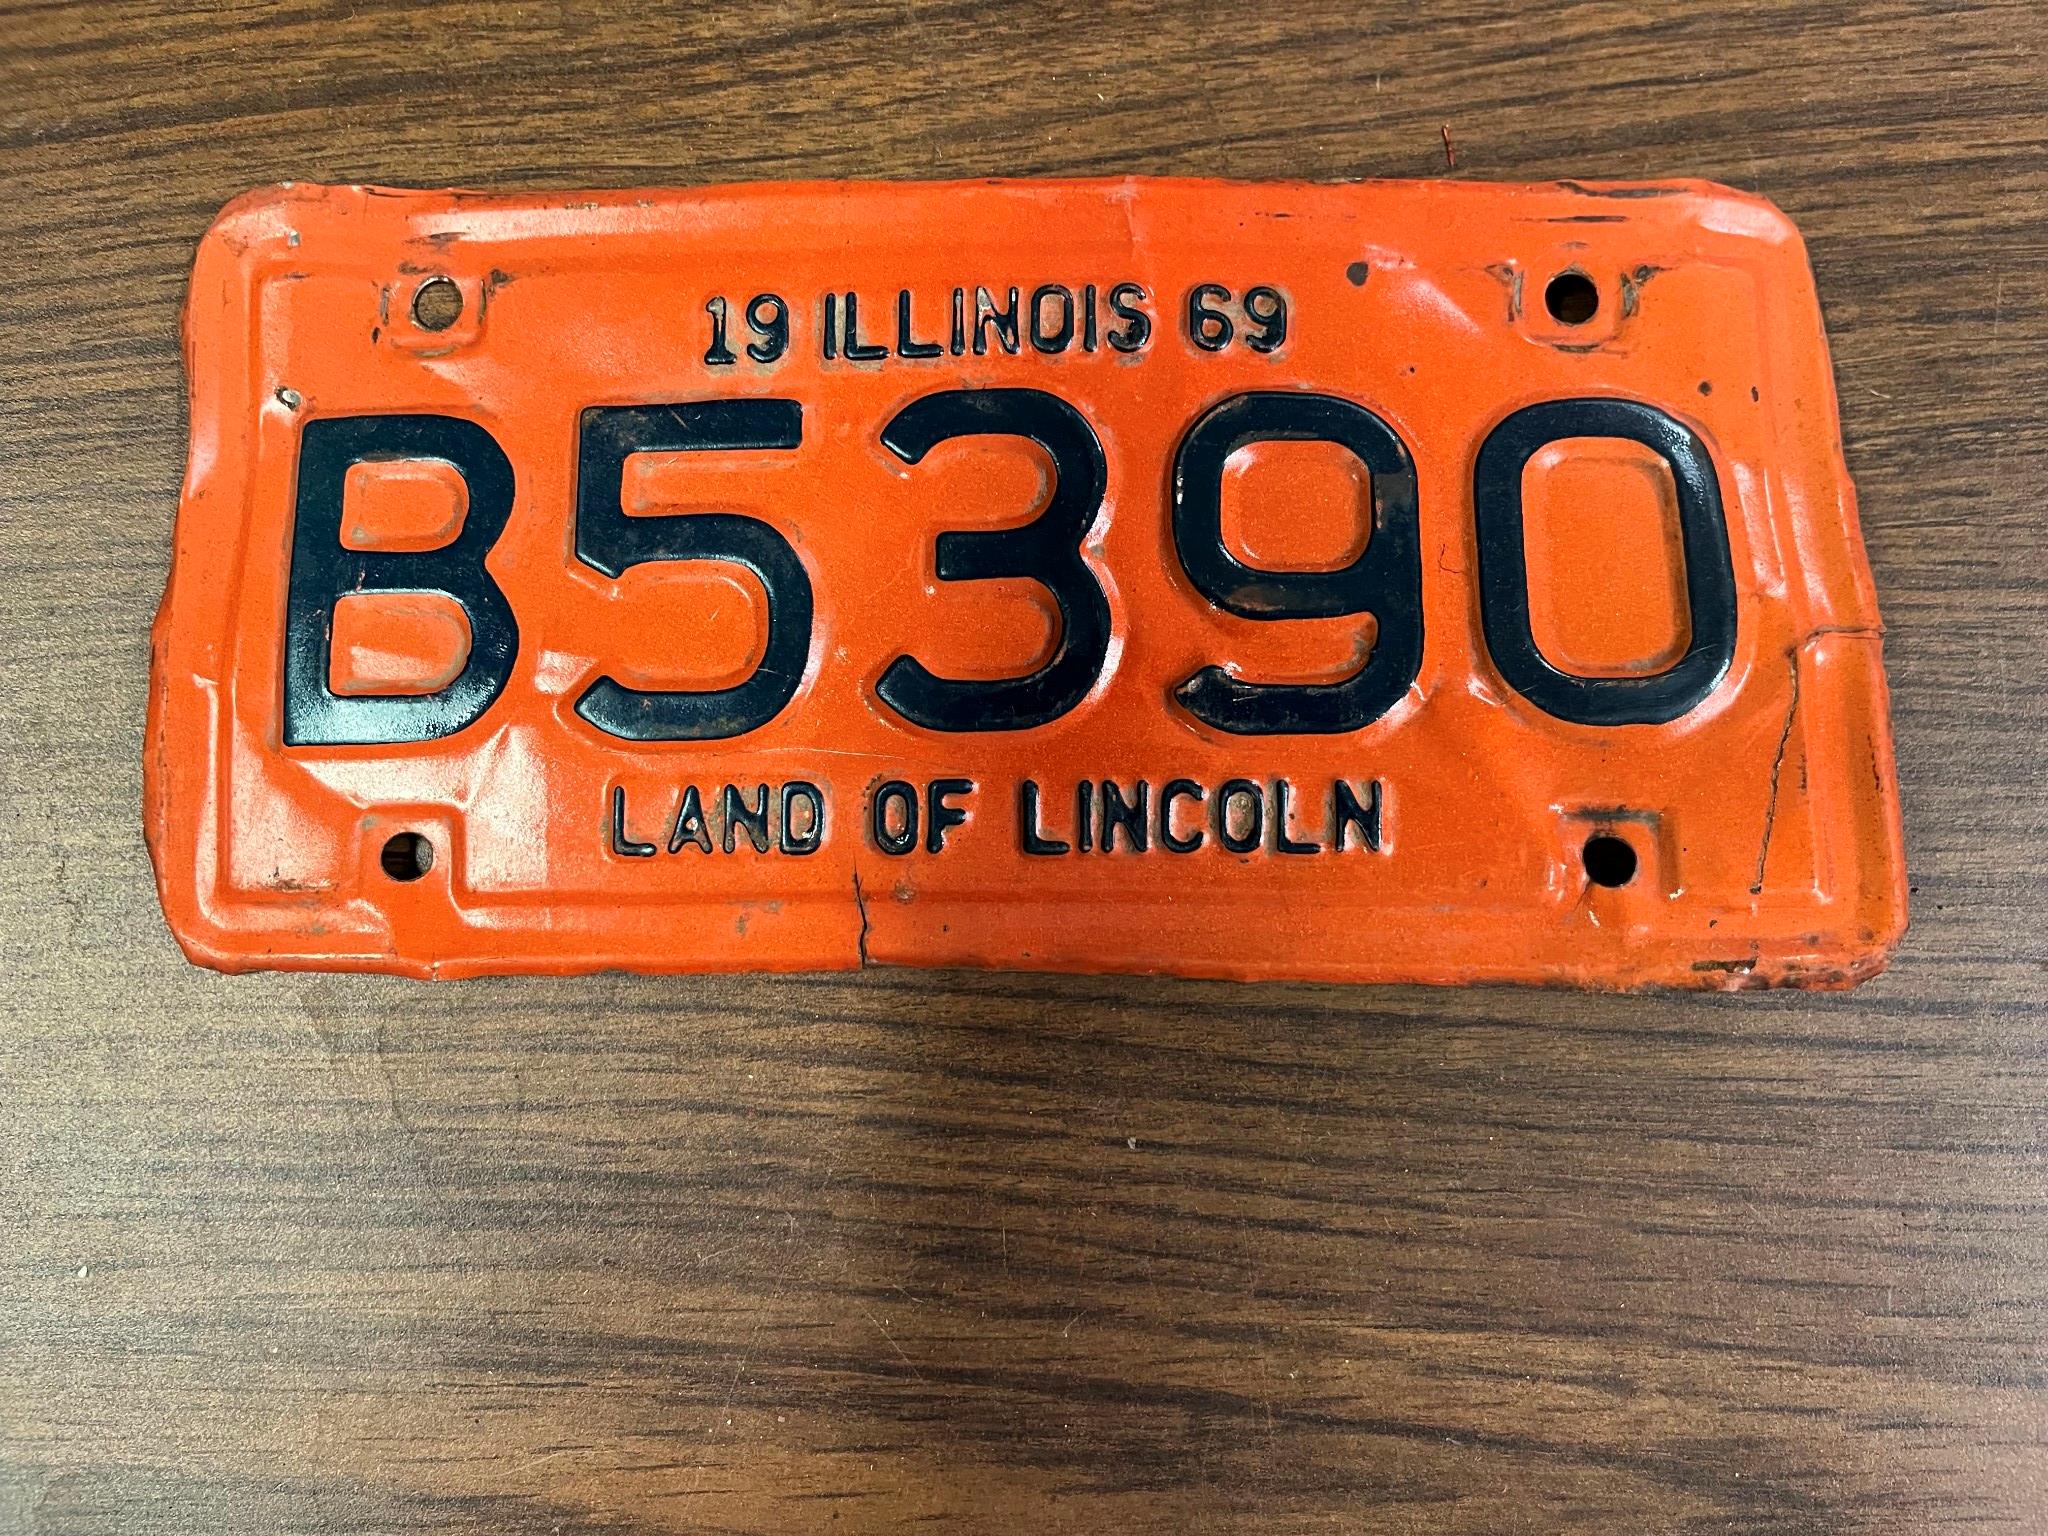 19 ILLINOIS 69
B5390
LAND OF LINCOLN